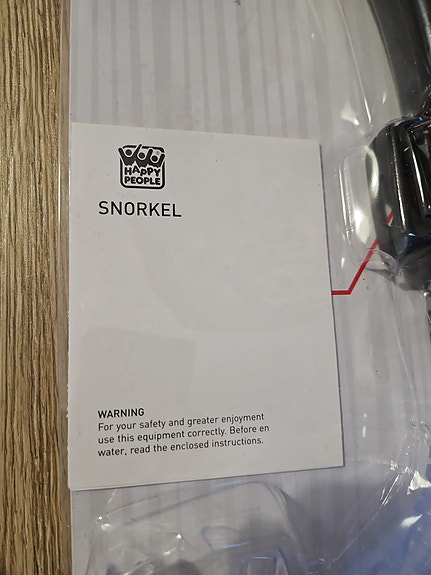 HAPPY
PEOPLE
SNORKEL
WARNING
For your safety and greater enjoyment
use this equipment correctly. Before en
water, read the enclosed instructions.